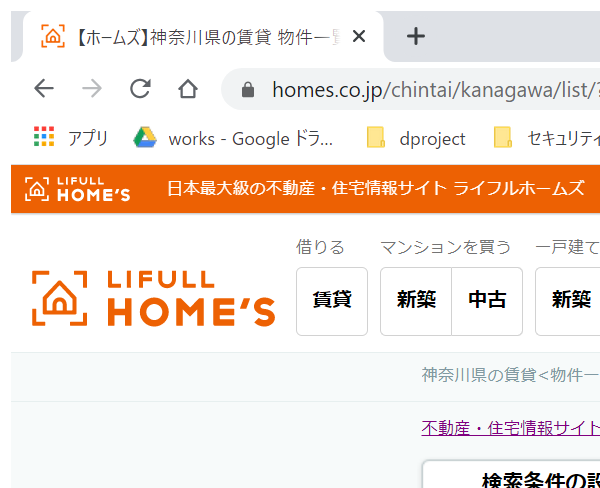 【ホームズ】神奈川県の賃貸 物件一
homes.co.jp/chintai/kanagawa/list/?
アプリ works - Google ドラ... dproject セキュリティ
LIFULL HOME'S 日本最大級の不動産・住宅情報サイト ライフルホームズ
借りる マンションを買う 一戸建て
LIFULL
HOME'S
賃貸 新築 中古 新築
神奈川県の賃貸<物件一
不動産・住宅情報サイト
検索条件の設